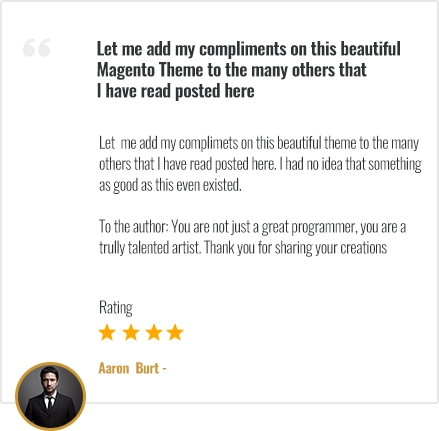 Let me add my compliments on this beautiful
Magento Theme to the many others that
I have read posted here
Let me add my complimets on this beautiful theme to the many
others that I have read posted here. I had no idea that something
as good as this even existed.
To the author: You are not just a great programmer, you are a
trully talented artist. Thank you for sharing your creations
Rating
Aaron Burt -